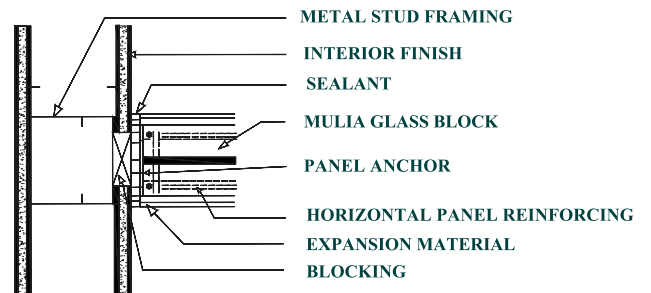 METAL STUD FRAMING
INTERIOR FINISH
SEALANT
MULIA GLASS BLOCK
PANEL ANCHOR
HORIZONTAL PANEL REINFORCING
EXPANSION MATERIAL
BLOCKING